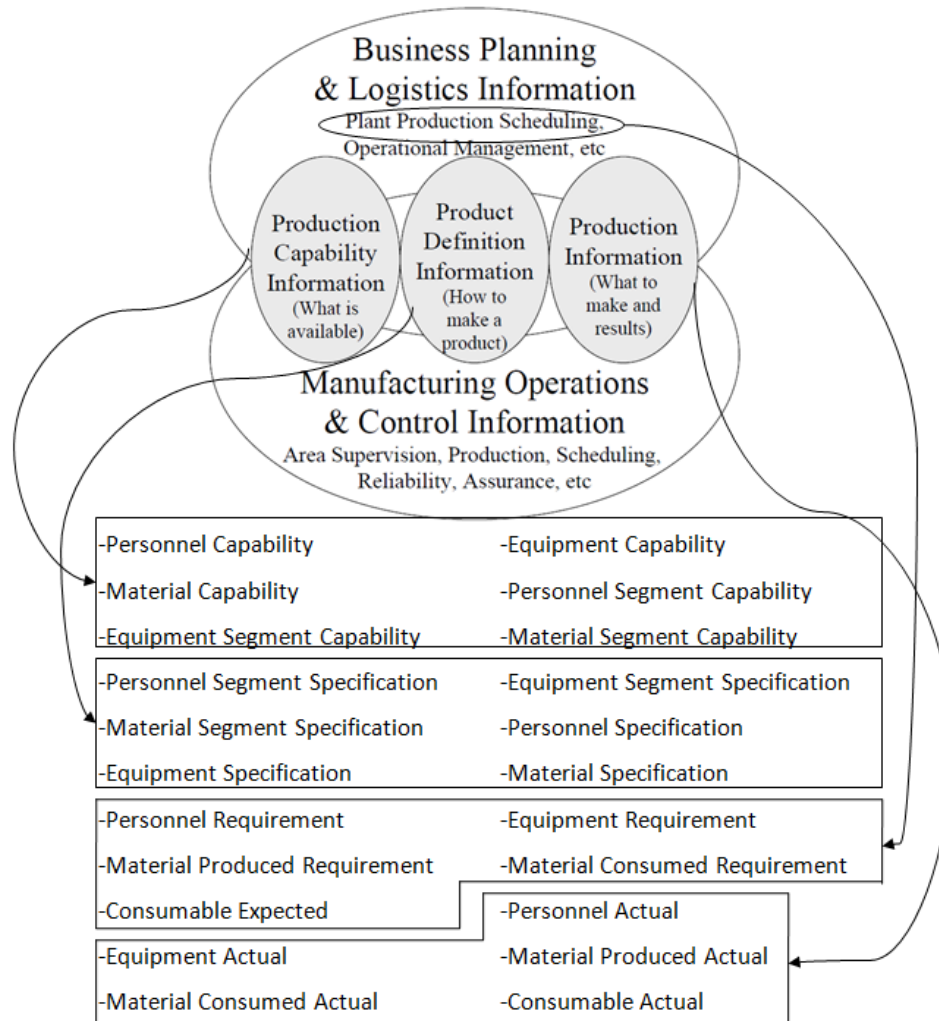 Business Planning
& Logistics Information
Plant Production Scheduling,
Operational Management, etc
Production
Capability
Information
(What is
available)
Product
Definition
Information
(How to
make a
product)
Production
Information
(What to
make and
results)
Manufacturing Operations
& Control Information
Area Supervision, Production, Scheduling,
Reliability, Assurance, etc
-Personnel Capability
-Equipment Capability
-Material Capability
-Personnel Segment Capability
-Equipment Segment Capability
-Material Segment Capability
-Personnel Segment Specification
-Equipment Segment Specification
-Material Segment Specification
-Personnel Specification
-Equipment Specification
-Material Specification
-Personnel Requirement
-Equipment Requirement
-Material Produced Requirement
-Material Consumed Requirement
-Consumable Expected
-Personnel Actual
-Equipment Actual
-Material Produced Actual
-Material Consumed Actual
-Consumable Actual